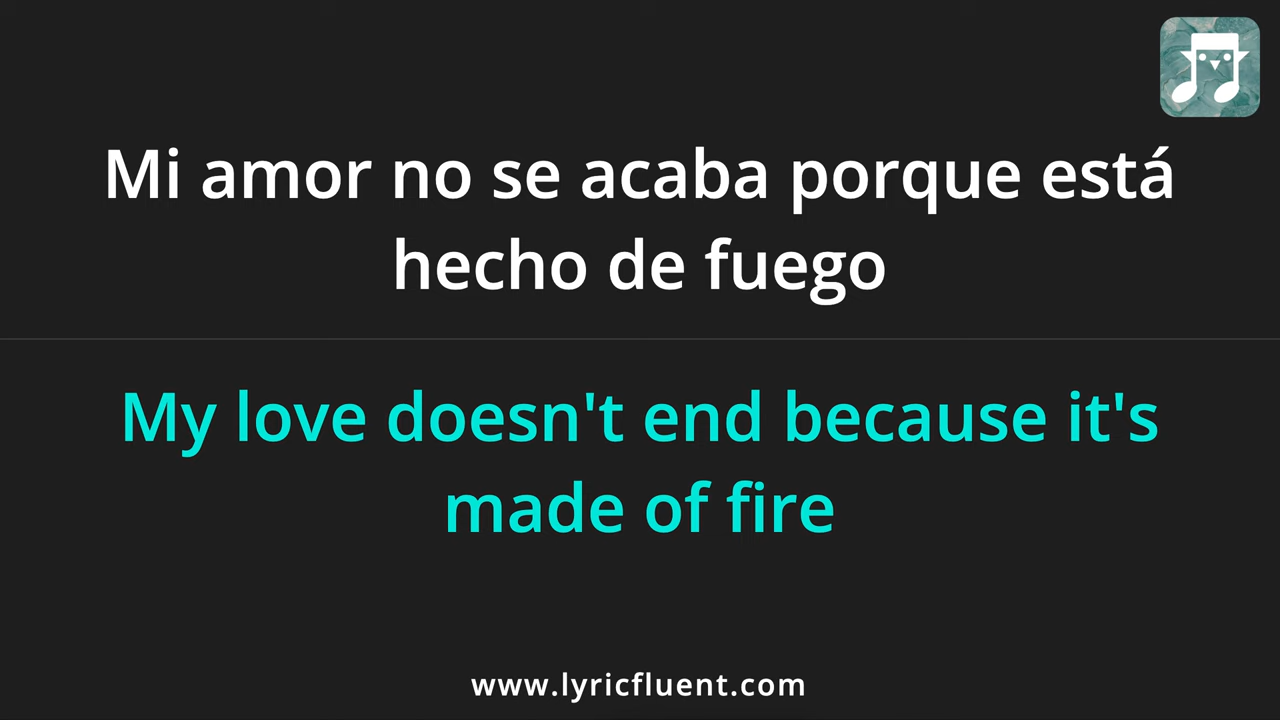 Mi amor no se acaba porque está
hecho de fuego
My love doesn't end because it's
made of fire
www.lyricfluent.com